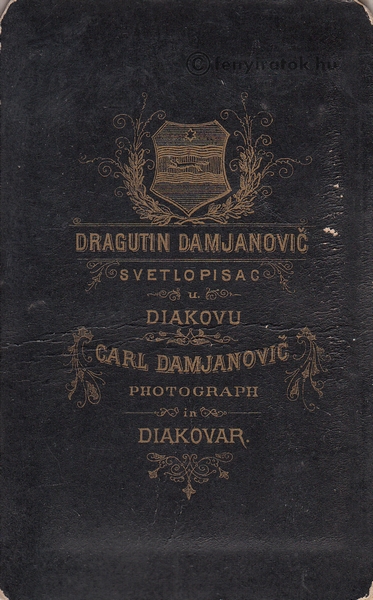 © fenyiratok.hu
DRAGUTIN DAMJANOVIČ
SVETLOPISAC
u.
DIAKOVU
CARL DAMJANOVIČ
PHOTOGRAPH
in
DIAKOVAR.